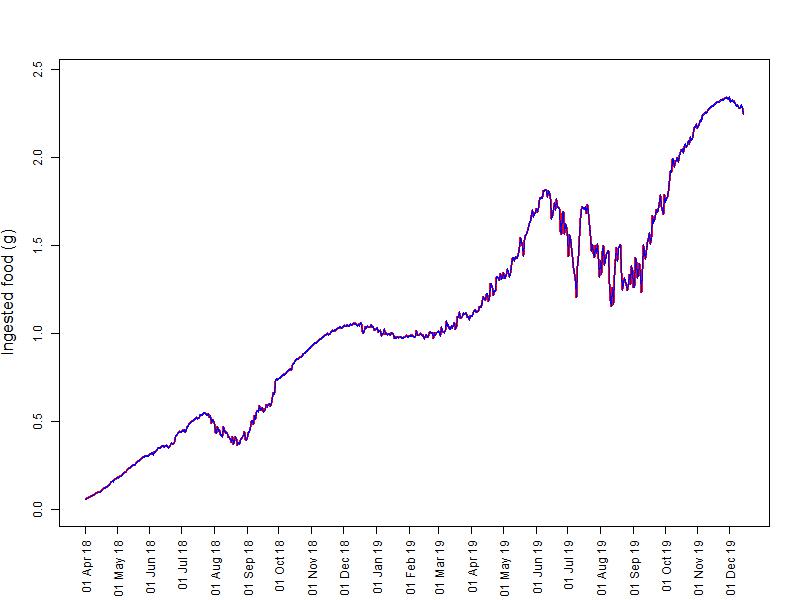 Ingested food (g)
2.5
2.0
1.5
1.0
0.5
0.0
01 Apr 18
01 May 18
01 Jun 18
01 Jul 18
01 Aug 18
01 Sep 18
01 Oct 18
01 Nov 18
01 Dec 18
01 Jan 19
01 Feb 19
01 Mar 19
01 Apr 19
01 May 19
01 Jun 19
01 Jul 19
01 Aug 19
01 Sep 19
01 Oct 19
01 Nov 19
01 Dec 19